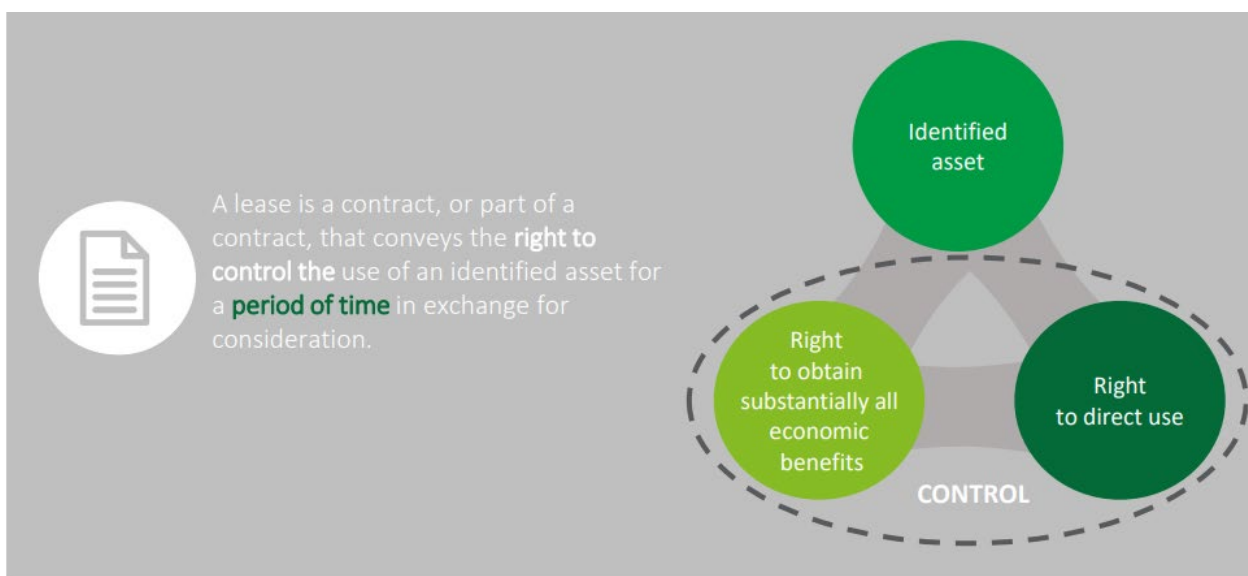 A lease is a contract, or part of a
contract, that conveys the right to
control the use of an identified asset for
a period of time in exchange for
consideration.
Identified
asset
Right
to obtain
substantially all
economic
benefits
Right
to direct use
CONTROL